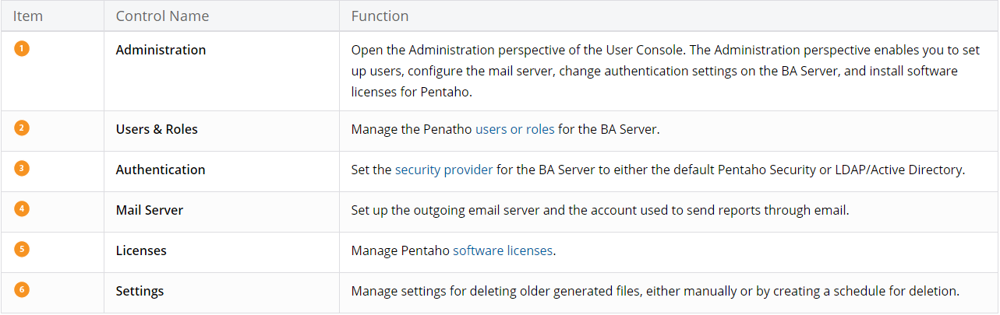 Item Control Name Function
1 Administration Open the Administration perspective of the User Console. The Administration perspective enables you to set
up users, configure the mail server, change authentication settings on the BA Server, and install software
licenses for Pentaho.
2 Users & Roles Manage the Penatho users or roles for the BA Server.
3 Authentication Set the security provider for the BA Server to either the default Pentaho Security or LDAP/Active Directory.
4 Mail Server Set up the outgoing email server and the account used to send reports through email.
5 Licenses Manage Pentaho software licenses.
6 Settings Manage settings for deleting older generated files, either manually or by creating a schedule for deletion.